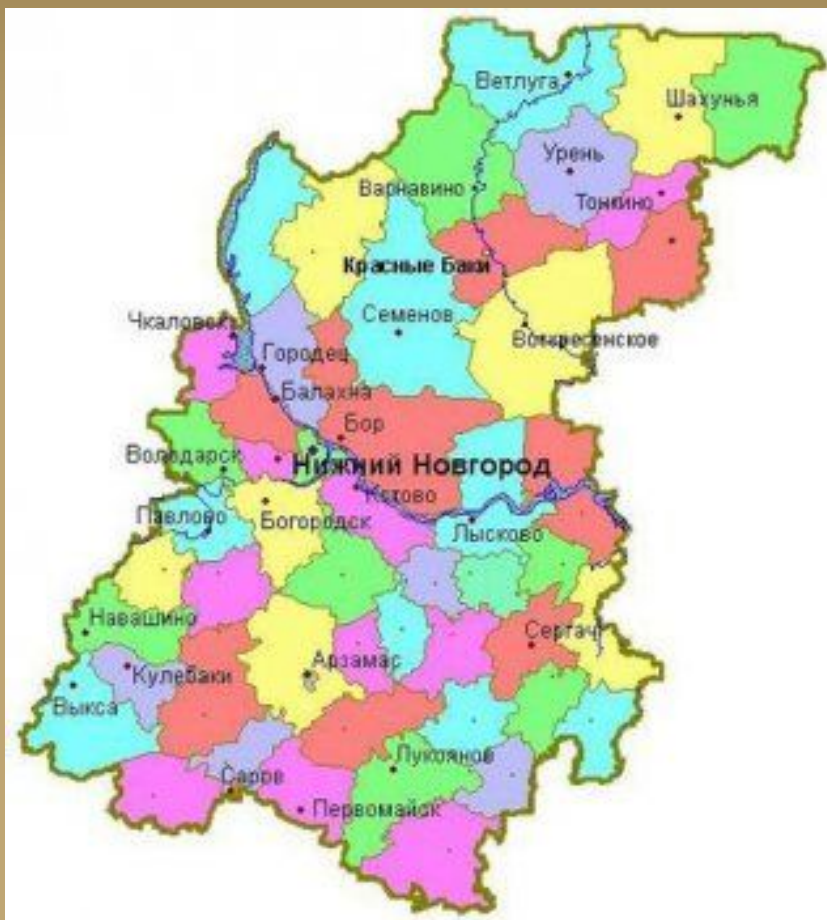 Ветлуга
Шахунья
Урень
Варнавино
Тонкино
Красные Баки
Семенов
Чкаловск
Воскресенское
Городец
Балахна
Бор
Володарск
Нижний Новгород
Кстово
Павлово
Богородск
Лысково
Навашино
Сергач
Арзамас
Кулебаки
Выкса
Лукоянов
Саров
Первомайск